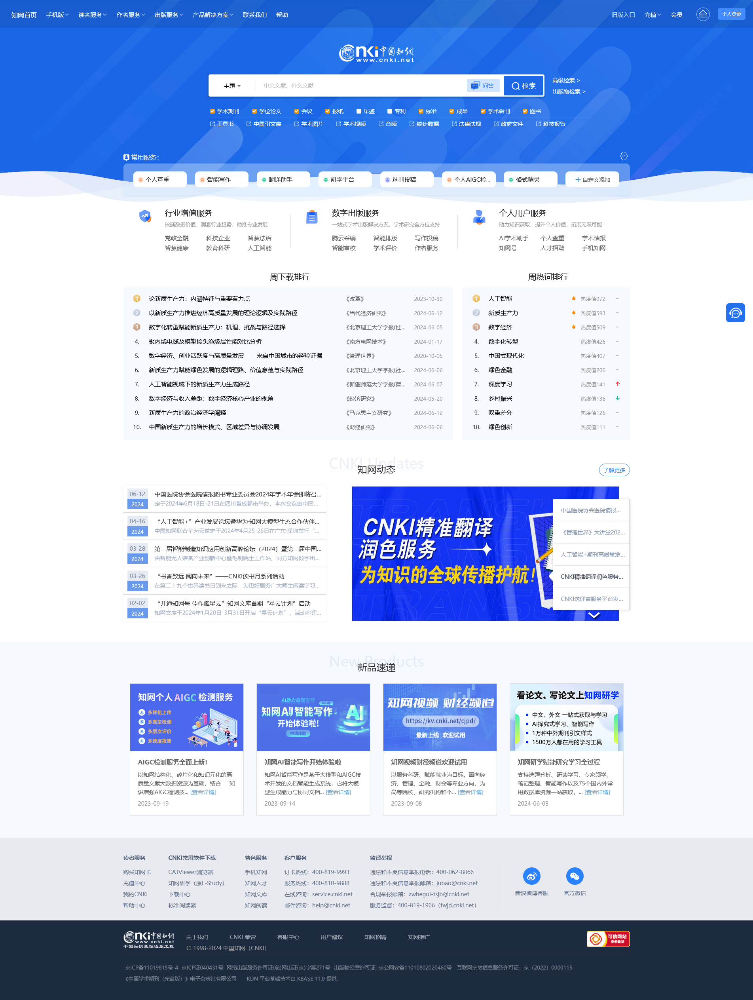 知网首页 手机版 读者服务 作者服务 出版服务 产品解决方案 联系我们 帮助 旧版入口 充值 会员 个人登录
Cnki中国知网
www.cnki.net
主题 中文文献、外文文献 问答 检索
高级检索 >
出版物检索 >
学术期刊 学位论文 会议 报纸 年鉴 专利 标准 成果 学术辑刊 图书
工具书 中国引文库 学术图片 学术视频 音频 统计数据 法律法规 政府文件 科技报告
常用服务：
个人查重 智能写作 翻译助手 研学平台 选刊投稿 个人AIGC检... 格式精灵 自定义添加
行业增值服务
挖掘数据价值，洞悉行业趋势，助推专业发展
党政金融 科技企业 智慧法治
智慧健康 教育科研 人工智能
数字出版服务
一站式学术出版解决方案，学术研究全方位支持
腾云采编 智能排版 写作投稿
智能审校 学术评价 作者服务
个人用户服务
助力知识获取，提升个人价值，拓展无限可能
AI学术助手 个人查重 学术情报
知网号 人才招聘 手机知网
周下载排行
1 论新质生产力：内涵特征与重要着力点 《改革》 2023-10-30
2 以新质生产力推进经济高质量发展的理论逻辑及实践路径 《当代经济研究》 2024-06-12
3 数字化转型赋能新质生产力：机理、挑战与路径选择 《北京理工大学学报(社... 2024-06-05
4. 聚丙烯电缆及模塑接头绝缘层性能对比分析 《南方电网技术》 2024-01-17
5. 数字经济、创业活跃度与高质量发展——来自中国城市的经验证据 《管理世界》 2020-10-05
6. 新质生产力赋能绿色发展的逻辑理路、价值意蕴与实践路径 《北京理工大学学报(社... 2024-06-06
7. 人工智能视域下的新质生产力生成路径 《新疆师范大学学报(哲... 2024-06-07
8. 数字经济与收入差距：数字经济核心产业的视角 《经济研究》 2024-05-20
9. 新质生产力的政治经济学阐释 《马克思主义研究》 2024-06-12
10. 中国新质生产力的增长模式、区域差异与协调发展 《财经研究》 2024-06-06
周热词排行
1 人工智能 热度值972
2 新质生产力 热度值593
3 数字经济 热度值509
4. 数字化转型 热度值426
5. 中国式现代化 热度值407
6. 绿色金融 热度值206
7. 深度学习 热度值141
8. 乡村振兴 热度值136
9. 双重差分 热度值126
10. 绿色创新 热度值111
CNKI Updates
知网动态
了解更多
06-12 中国医院协会医院情报图书专业委员会2024年学术年会即将召...
2024 定于2024年6月18日-21日在四川省成都市举办，本次会议由中国...
04-16 “人工智能+”产业发展论坛暨华为·知网大模型生态合作伙伴...
2024 中国知网联合华为云兹定于2024年4月25-26日在广东·深圳举行“...
03-28 第二届智能制造知识应用创新高峰论坛（2024）暨第二届中国...
2024 由智能无人装备产业创新中心暨毛明院士工作站、同方知网数字出...
03-26 “书香致远 阅向未来”——CNKI读书月系列活动
2024 在第二十九个世界读书日到来之际，为更好服务广大师生阅读学习...
02-02 “开通知网号 佳作耀星云”知网文库首期“星云计划”启动
2024 知网文库于2024年1月20日-3月31日开启“星云计划”，活动将评...
CNKI精准翻译
润色服务
为知识的全球传播护航！
中国医院协会医院情报...
《管理世界》大讲堂202...
人工智能+期刊高质量发...
CNKI精准翻译润色服务...
CNKI送评审服务平台发...
New Products
新品速递
知网个人AIGC检测服务
多样化上传
多类型检测
多层次评价
多维度报告
AIGC检测服务全面上新！
以知网结构化、碎片化和知识元化的高
质量文献大数据资源为基础，结合 “知
识增强AIGC检测技... [查看详情]
2023-09-19
AI助力高效写作
知网AI智能写作
开始体验啦！
申请体验
AI
知网AI智能写作开始体验啦
知网AI智能写作是基于大模型和AIGC技
术开发的文档智能生成系统，它将大模
型生成能力与协同文档... [查看详情]
2023-09-14
知网视频 财经频道
https://kv.cnki.net/cjpd/
最新上线 欢迎试用
知网视频财经频道欢迎试用
以服务科研、赋能就业为目标，面向经
济、管理、金融、财会等专业方向，为
高等院校、研究机构和个... [查看详情]
2023-09-08
看论文、写论文上知网研学
中文、外文 一站式获取与学习
AI探究式学习、智能写作
1万种中外期刊引文样式
1500万人都在用的学习工具
知网研学赋能研究学习全过程
支持选题分析、研读学习、专家领学、
笔记整理、智能写作以及75个国内外常
用数据库资源一站获取，... [查看详情]
2024-06-05
读者服务
购买知网卡
充值中心
我的CNKI
帮助中心
CNKI常用软件下载
CAJViewer浏览器
知网研学（原E-Study）
下载中心
标准阅读器
特色服务
手机知网
知网人才
知网文库
知网阅读
客户服务
订卡热线：400-819-9993
服务热线：400-810-9888
在线咨询：service.cnki.net
邮件咨询：help@cnki.net
监督举报
违法和不良信息举报电话：400-062-8866
违法和不良信息举报邮箱：jubao@cnki.net
合规举报邮箱：zwhegui-tsjb@cnki.net
服务监督：400-819-1966（fwjd.cnki.net）
新浪微博客服 官方微信
Cnki中国知网
www.cnki.net
中国知识基础设施工程
关于我们 CNKI 荣誉 客服中心 用户建议 知网招聘 知网推广
© 1998-2024 中国知网（CNKI）
可信网站
身份验证
京ICP备11019815号-4 京ICP证040431号 网络出版服务许可证(总)网出证(京)字第271号 出版物经营许可证 京公网安备11010802020460号 互联网宗教信息服务许可证：京（2022）0000115
《中国学术期刊（光盘版）》电子杂志社有限公司 KDN 平台基础技术由 KBASE 11.0 提供.